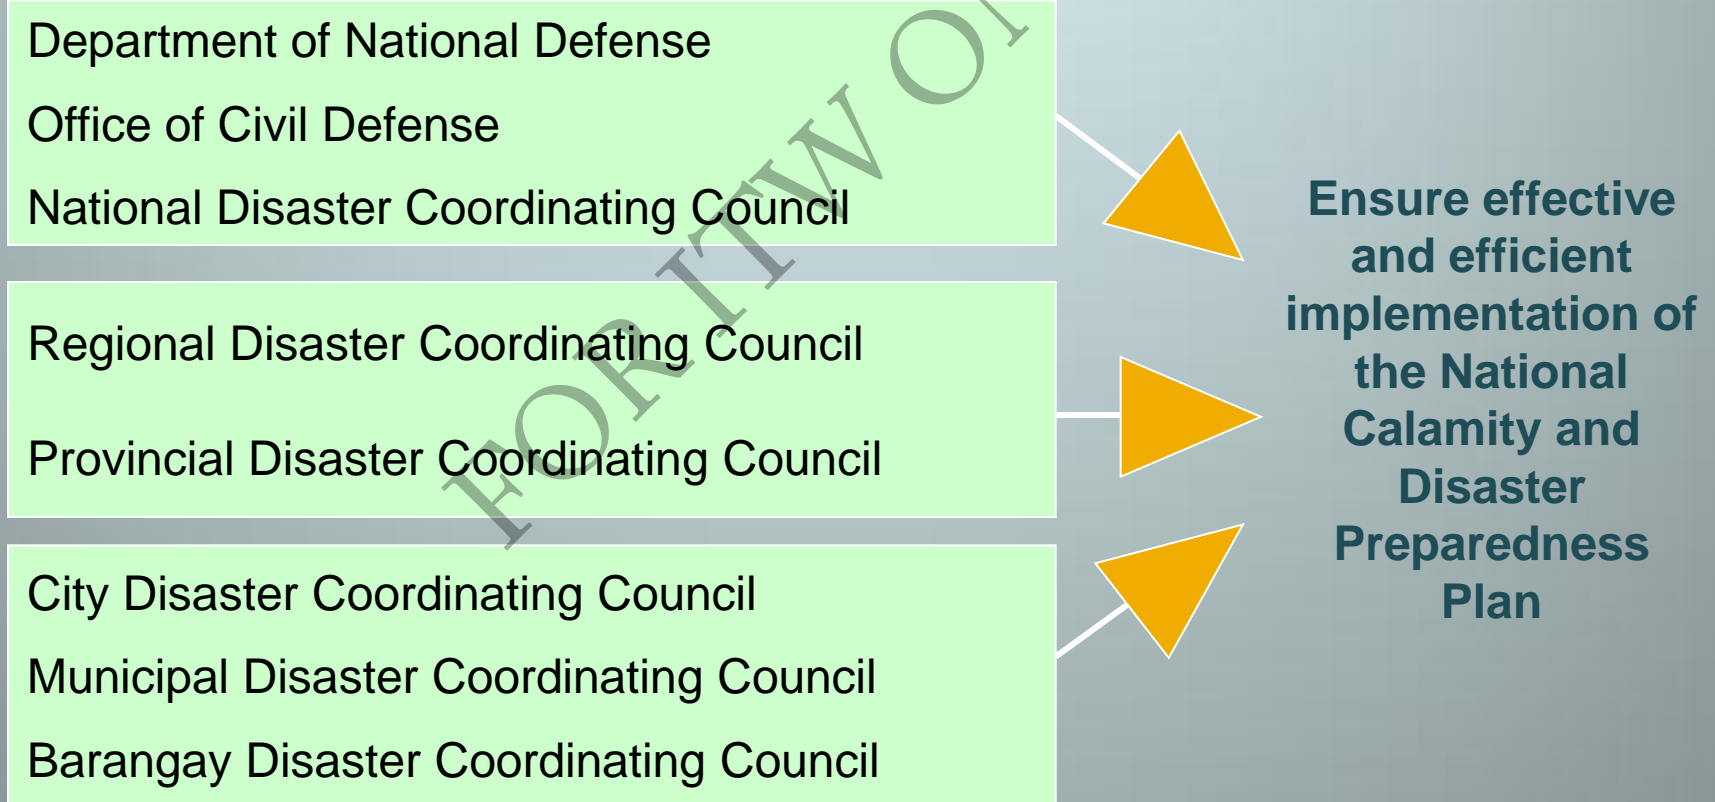 Department of National Defense
Office of Civil Defense
National Disaster Coordinating Council
Regional Disaster Coordinating Council
Provincial Disaster Coordinating Council
City Disaster Coordinating Council
Municipal Disaster Coordinating Council
Barangay Disaster Coordinating Council
Ensure effective
and efficient
implementation of
the National
Calamity and
Disaster
Preparedness
Plan
FOR ITW